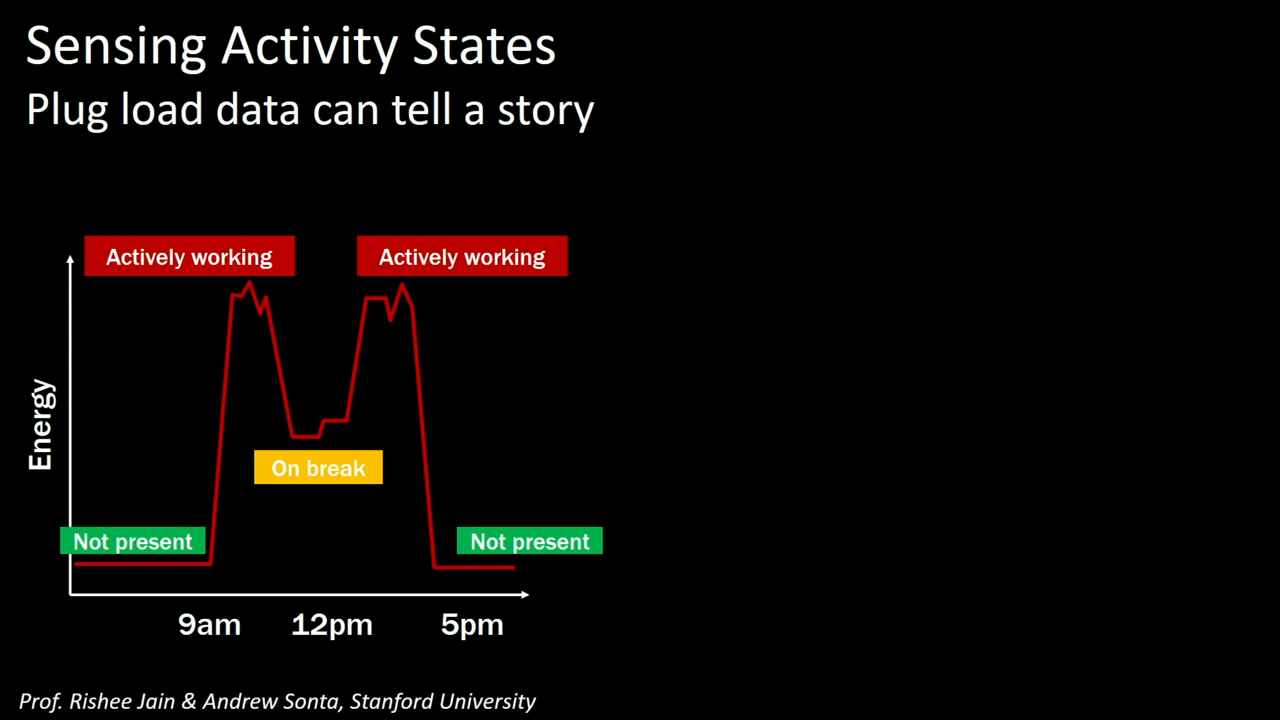 Sensing Activity States
Plug load data can tell a story
Actively working
Actively working
Energy
On break
Not present
Not present
9am
12pm
5pm
Prof. Rishee Jain & Andrew Sonta, Stanford University